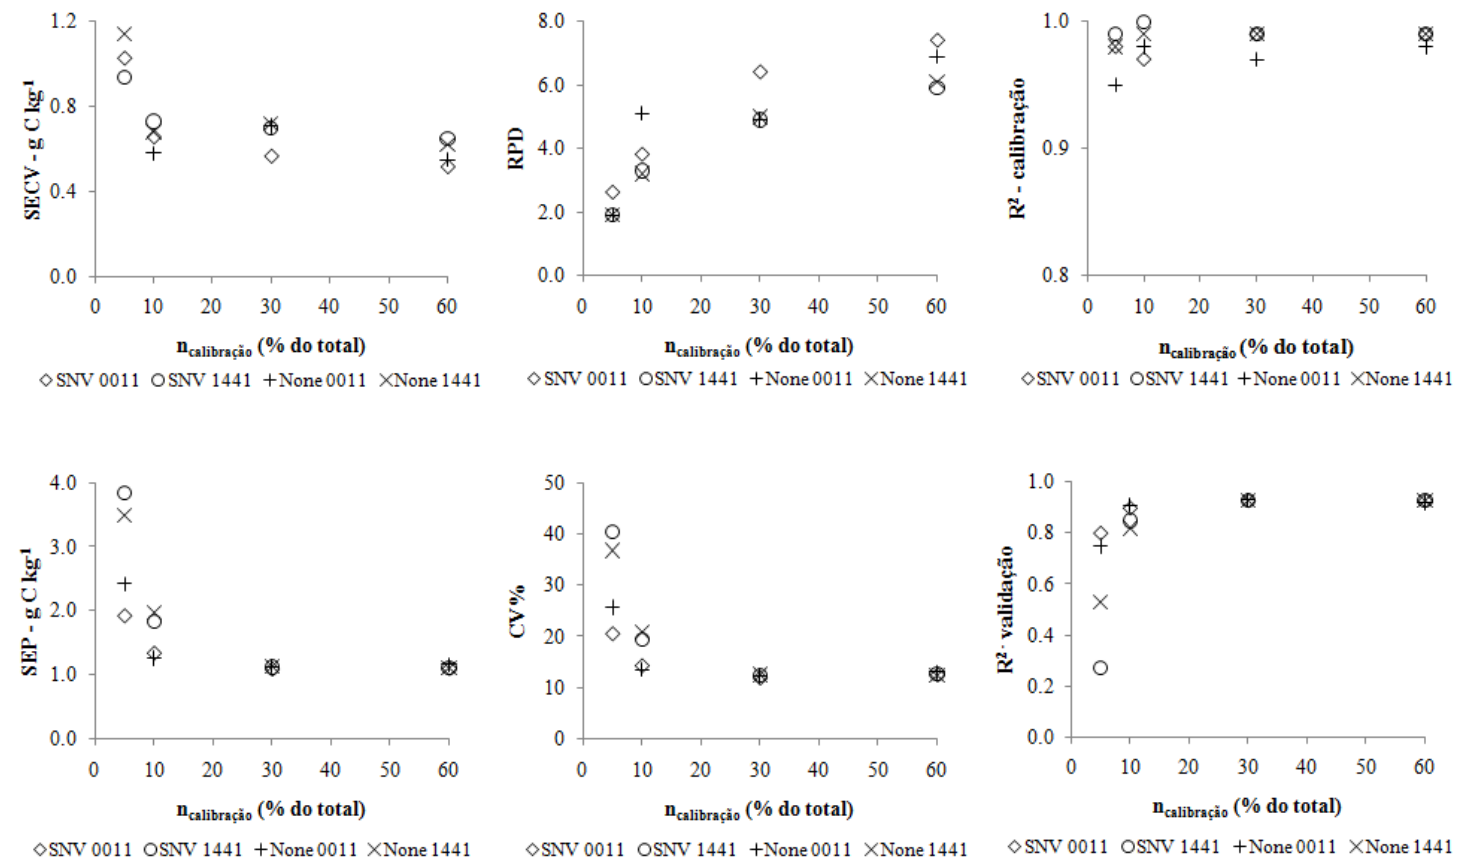 SECV - g C kg⁻¹
1.2
0.8
0.4
0.0
0 10 20 30 40 50 60
n calibração (% do total)
◇SNV 0011 ○SNV 1441 +None 0011 ×None 1441
RPD
8.0
6.0
4.0
2.0
0.0
0 10 20 30 40 50 60
n calibração (% do total)
◇SNV 0011 ○SNV 1441 +None 0011 ×None 1441
R² - calibração
1.0
0.9
0.8
0 10 20 30 40 50 60
n calibração (% do total)
◇SNV 0011 ○SNV 1441 +None 0011 ×None 1441
SEP - g C kg⁻¹
4.0
3.0
2.0
1.0
0.0
0 10 20 30 40 50 60
n calibração (% do total)
◇SNV 0011 ○SNV 1441 +None 0011 ×None 1441
CV%
50
40
30
20
10
0
0 10 20 30 40 50 60
n calibração (% do total)
◇SNV 0011 ○SNV 1441 +None 0011 ×None 1441
R² - validação
1.0
0.8
0.6
0.4
0.2
0.0
0 10 20 30 40 50 60
n calibração (% do total)
◇SNV 0011 ○SNV 1441 +None 0011 ×None 1441